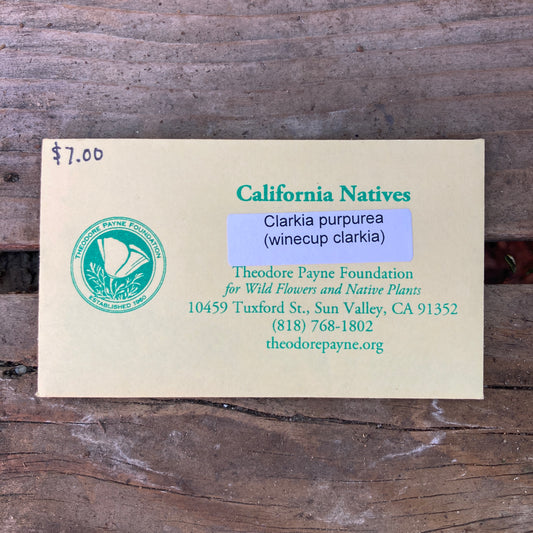 $7.00
California Natives
Clarkia purpurea
(winecup clarkia)
THEODORE PAYNE FOUNDATION
ESTABLISHED 1960
Theodore Payne Foundation
for Wild Flowers and Native Plants
10459 Tuxford St., Sun Valley, CA 91352
(818) 768-1802
theodorepayne.org